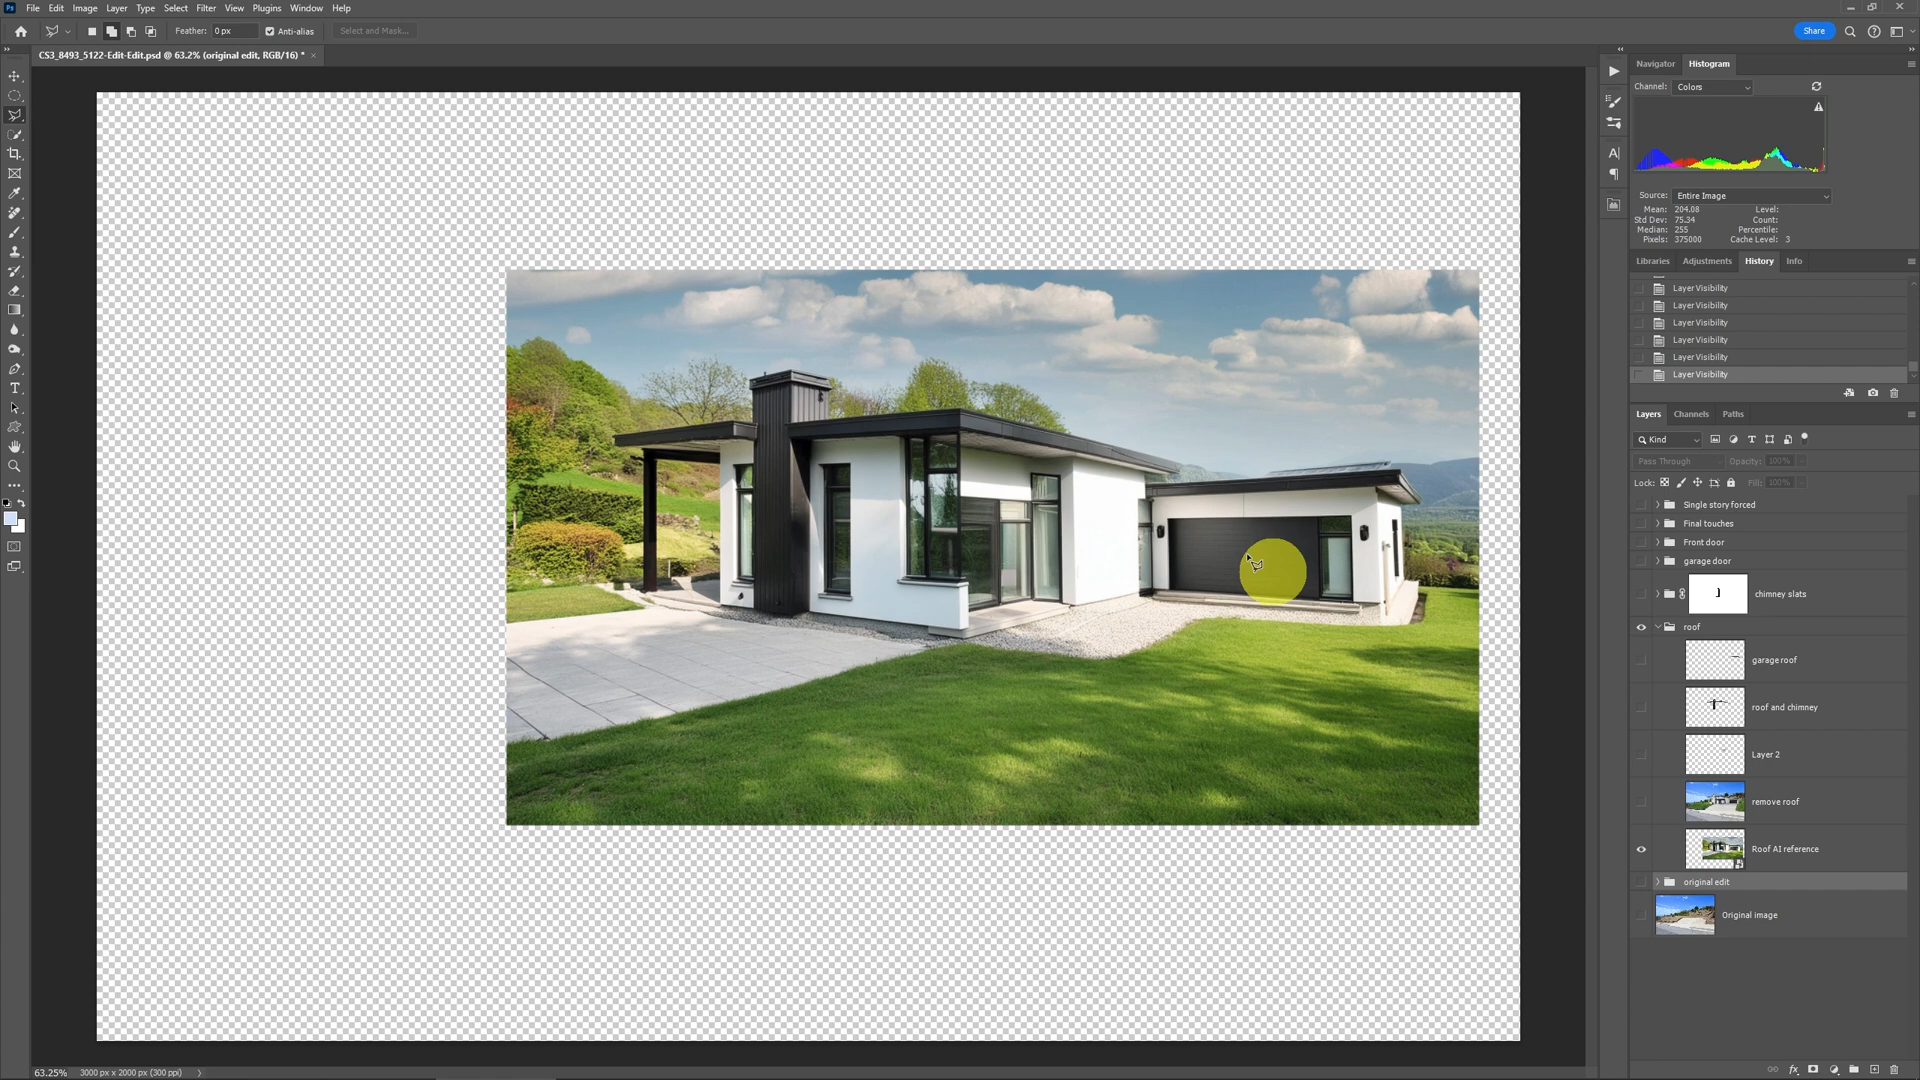 Ps File Edit Image Layer Type Select Filter View Plugins Window Help
Feather: 0 px Anti-alias Select and Mask... Share
CS3_8493_5122-Edit-Edit.psd @ 63.2% (original edit, RGB/16) * ×
Navigator Histogram
Channel: Colors
Source: Entire Image
Mean: 204.08 Level:
Std Dev: 75.34 Count:
Median: 255 Percentile:
Pixels: 375000 Cache Level: 3
Libraries Adjustments History Info
Layer Visibility
Layer Visibility
Layer Visibility
Layer Visibility
Layer Visibility
Layer Visibility
Layers Channels Paths
Kind
Pass Through Opacity: 100%
Lock: Fill: 100%
Single story forced
Final touches
Front door
garage door
chimney slats
roof
garage roof
roof and chimney
Layer 2
remove roof
Roof AI reference
original edit
Original image
63.25% 3000 px x 2000 px (300 ppi)